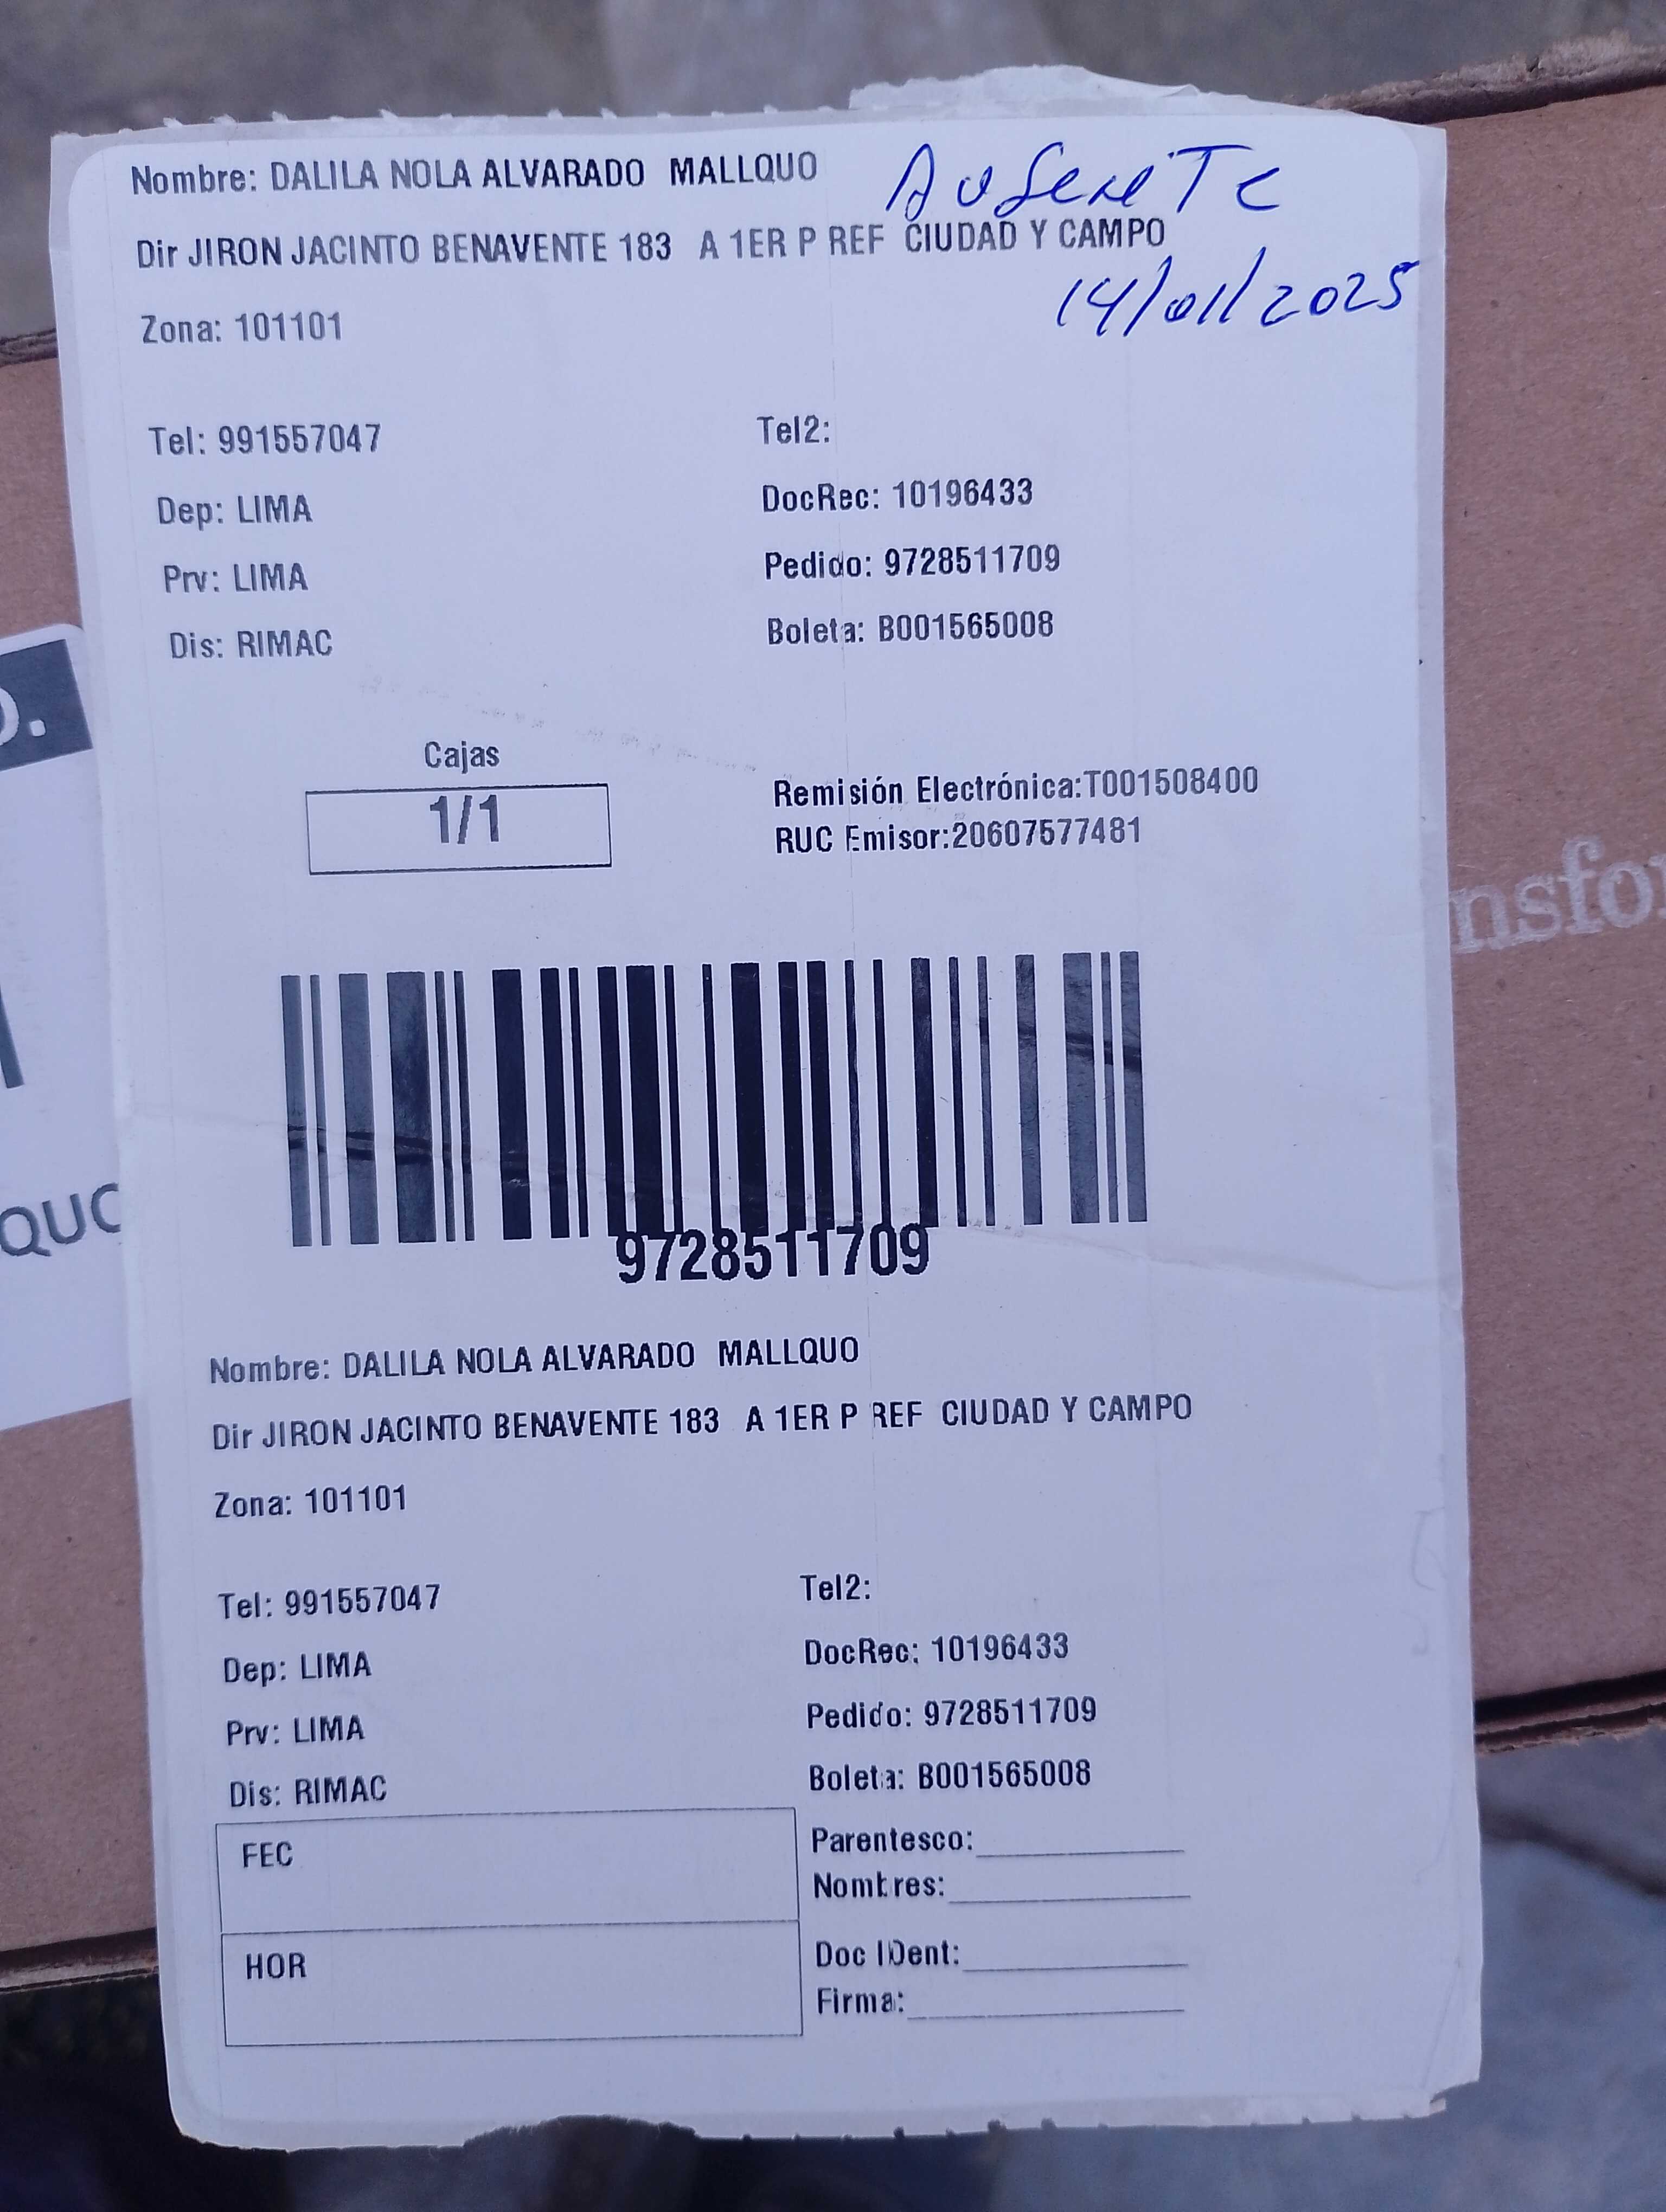 Nombre: DALILA NOLA ALVARADO MALLQUO
AUSENTE
Dir JIRON JACINTO BENAVENTE 183 A 1ER P REF CIUDAD Y CAMPO
14/01/2025
Zona: 101101
Tel: 991557047
Tel2:
Dep: LIMA
DocRec: 10196433
Prv: LIMA
Pedido: 9728511709
Dis: RIMAC
Boleta: B001565008
Cajas
1/1
Remisión Electrónica:T001508400
RUC Emisor:20607577481
nsfo
QUO
9728511709
Nombre: DALILA NOLA ALVARADO MALLQUO
Dir JIRON JACINTO BENAVENTE 183 A 1ER P REF CIUDAD Y CAMPO
Zona: 101101
Tel: 991557047
Tel2:
Dep: LIMA
DocRec: 10196433
Prv: LIMA
Pedido: 9728511709
Dis: RIMAC
Boleta: B001565008
FEC
Parentesco:
Nombres:
HOR
Doc IDent:
Firma: